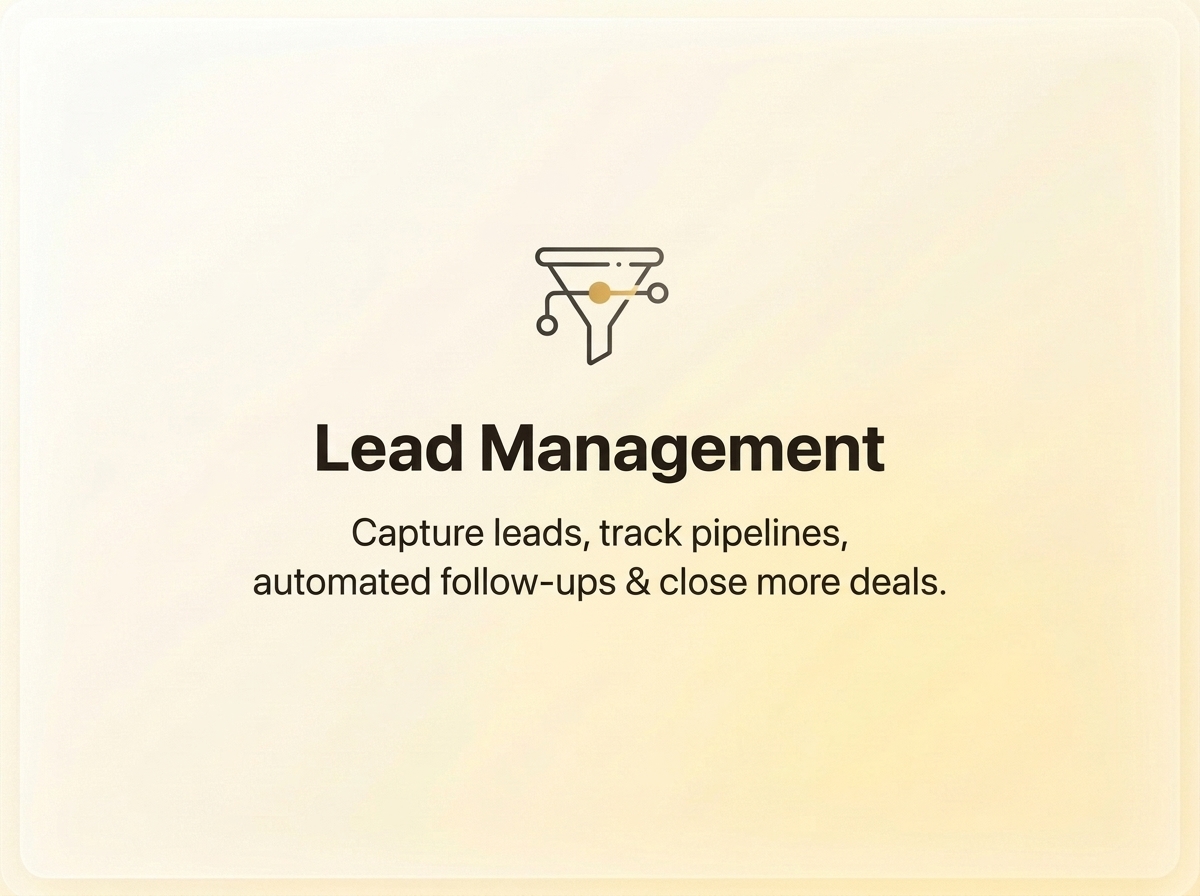 Lead Management
Capture leads, track pipelines,
automated follow-ups & close more deals.